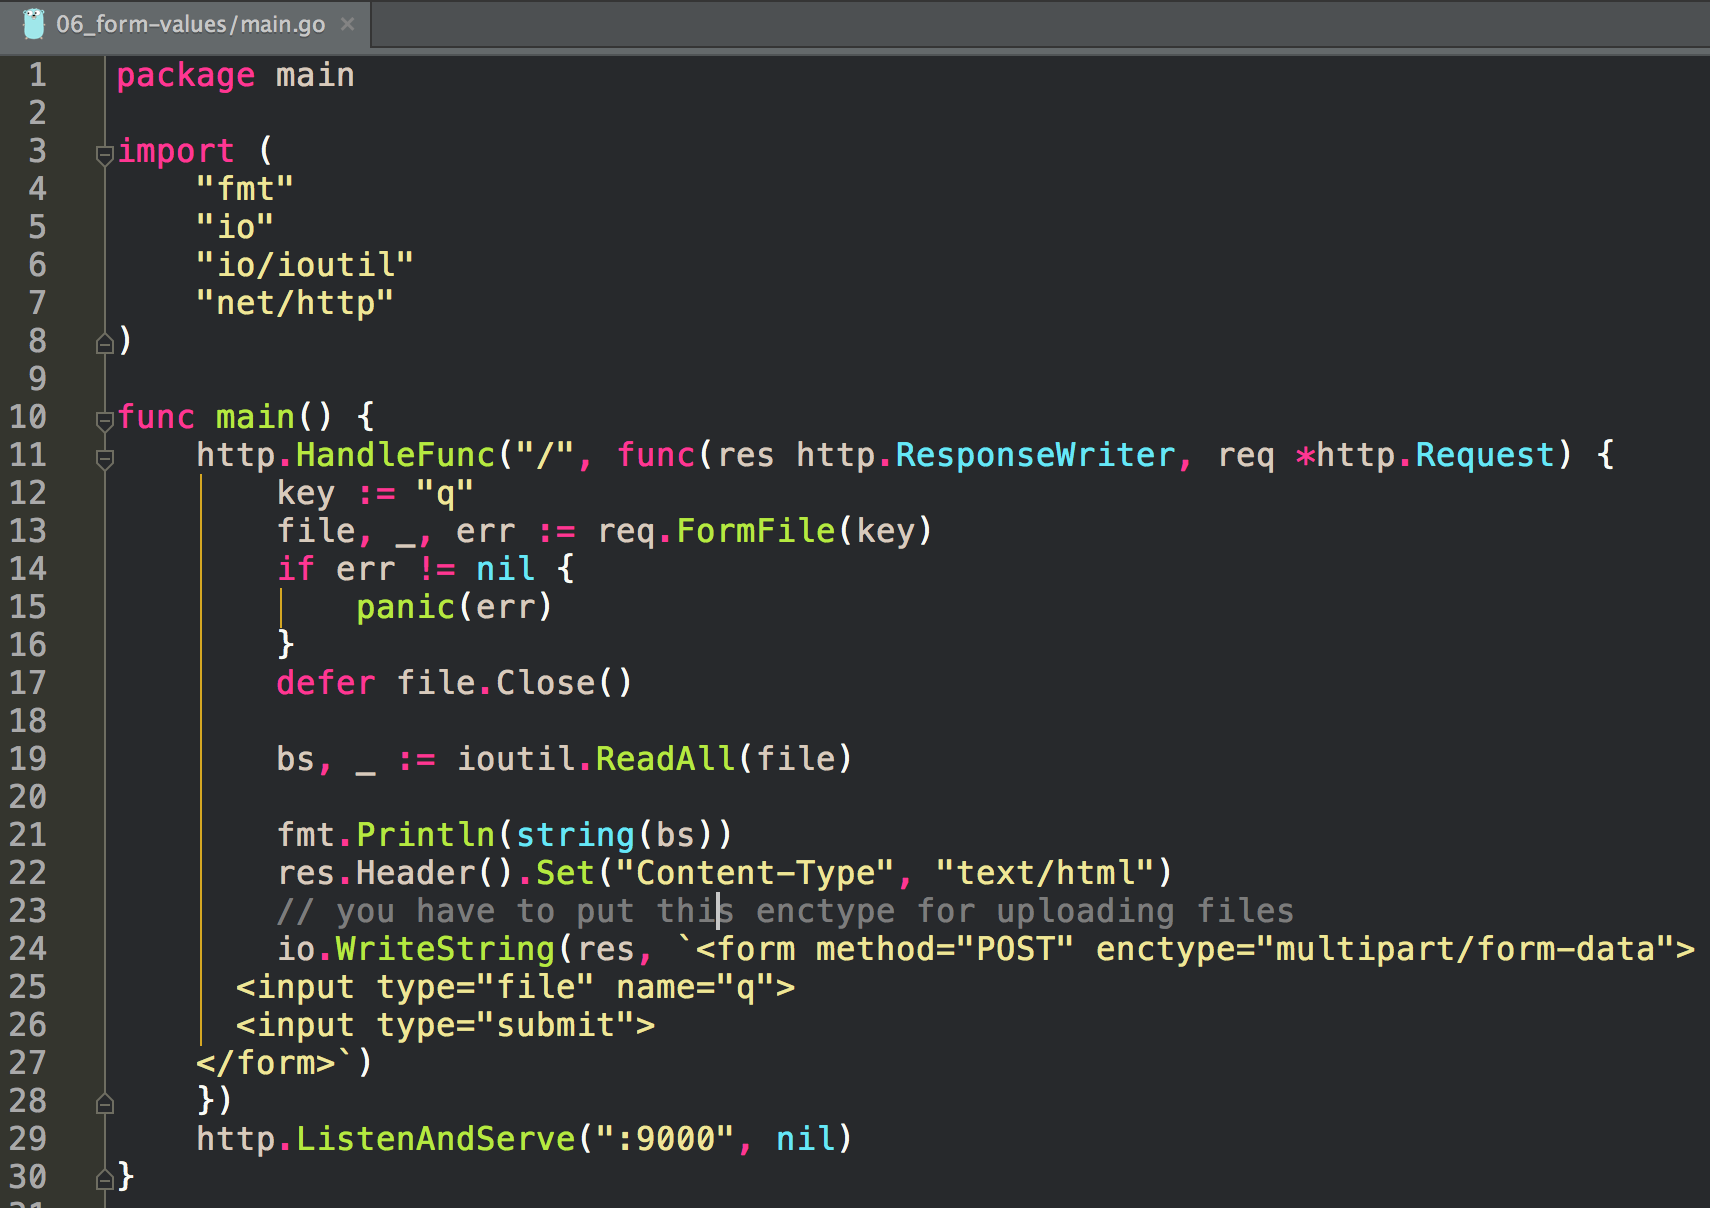 06_form-values/main.go ×
1 package main
2
3 import (
4     "fmt"
5     "io"
6     "io/ioutil"
7     "net/http"
8 )
9
10 func main() {
11     http.HandleFunc("/", func(res http.ResponseWriter, req *http.Request) {
12         key := "q"
13         file, _, err := req.FormFile(key)
14         if err != nil {
15             panic(err)
16         }
17         defer file.Close()
18
19         bs, _ := ioutil.ReadAll(file)
20
21         fmt.Println(string(bs))
22         res.Header().Set("Content-Type", "text/html")
23         // you have to put this enctype for uploading files
24         io.WriteString(res, `<form method="POST" enctype="multipart/form-data">
25       <input type="file" name="q">
26       <input type="submit">
27     </form>`)
28     })
29     http.ListenAndServe(":9000", nil)
30 }